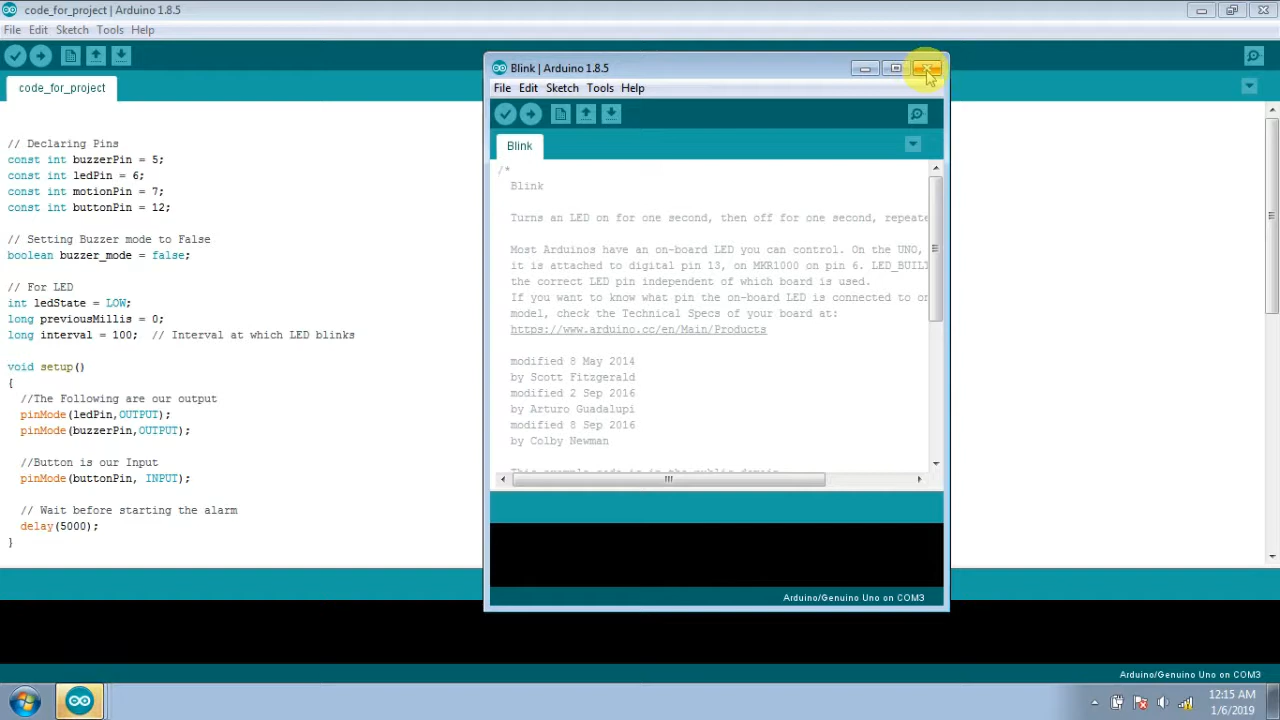 code_for_project | Arduino 1.8.5
File Edit Sketch Tools Help
code_for_project
// Declaring Pins
const int buzzerPin = 5;
const int ledPin = 6;
const int motionPin = 7;
const int buttonPin = 12;
// Setting Buzzer mode to False
boolean buzzer_mode = false;
// For LED
int ledState = LOW;
long previousMillis = 0;
long interval = 100;  // Interval at which LED blinks
void setup()
{
//The Following are our output
pinMode(ledPin,OUTPUT);
pinMode(buzzerPin,OUTPUT);
//Button is our Input
pinMode(buttonPin, INPUT);
// Wait before starting the alarm
delay(5000);
}
Blink | Arduino 1.8.5
File Edit Sketch Tools Help
Blink
/*
Blink
Turns an LED on for one second, then off for one second, repeate
Most Arduinos have an on-board LED you can control. On the UNO,
it is attached to digital pin 13, on MKR1000 on pin 6. LED_BUIL
the correct LED pin independent of which board is used.
If you want to know what pin the on-board LED is connected to on
model, check the Technical Specs of your board at:
https://www.arduino.cc/en/Main/Products
modified 8 May 2014
by Scott Fitzgerald
modified 2 Sep 2016
by Arturo Guadalupi
modified 8 Sep 2016
by Colby Newman
This example code is in the public domain
Arduino/Genuino Uno on COM3
Arduino/Genuino Uno on COM3
12:15 AM
1/6/2019